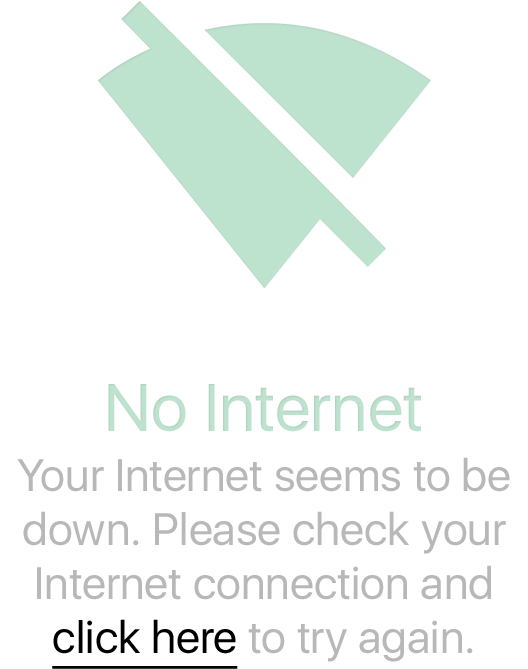 No Internet
Your Internet seems to be
down. Please check your
Internet connection and
click here to try again.